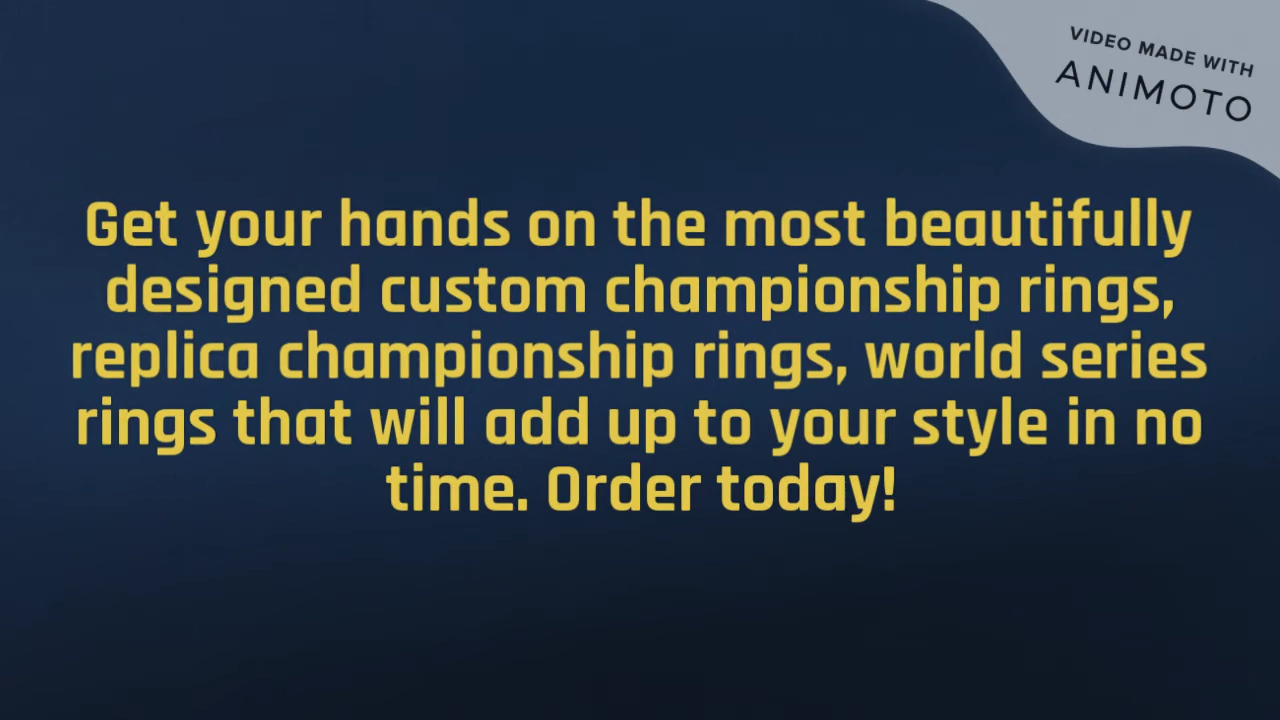 VIDEO MADE WITH
ANIMOTO
Get your hands on the most beautifully
designed custom championship rings,
replica championship rings, world series
rings that will add up to your style in no
time. Order today!